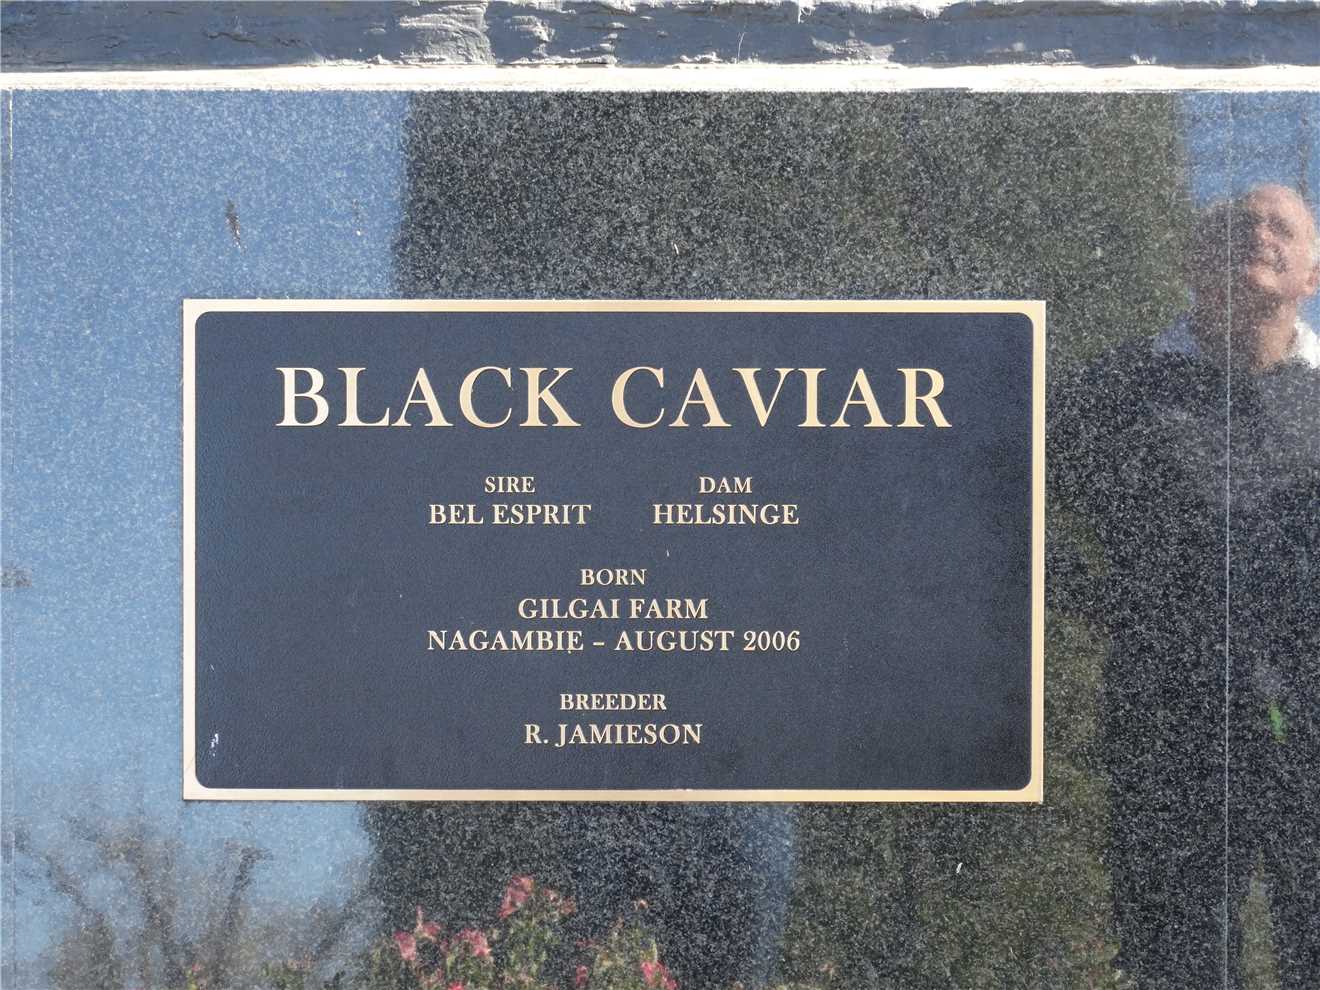 BLACK CAVIAR
SIRE DAM
BEL ESPRIT HELSINGE
BORN
GILGAI FARM
NAGAMBIE – AUGUST 2006
BREEDER
R. JAMIESON